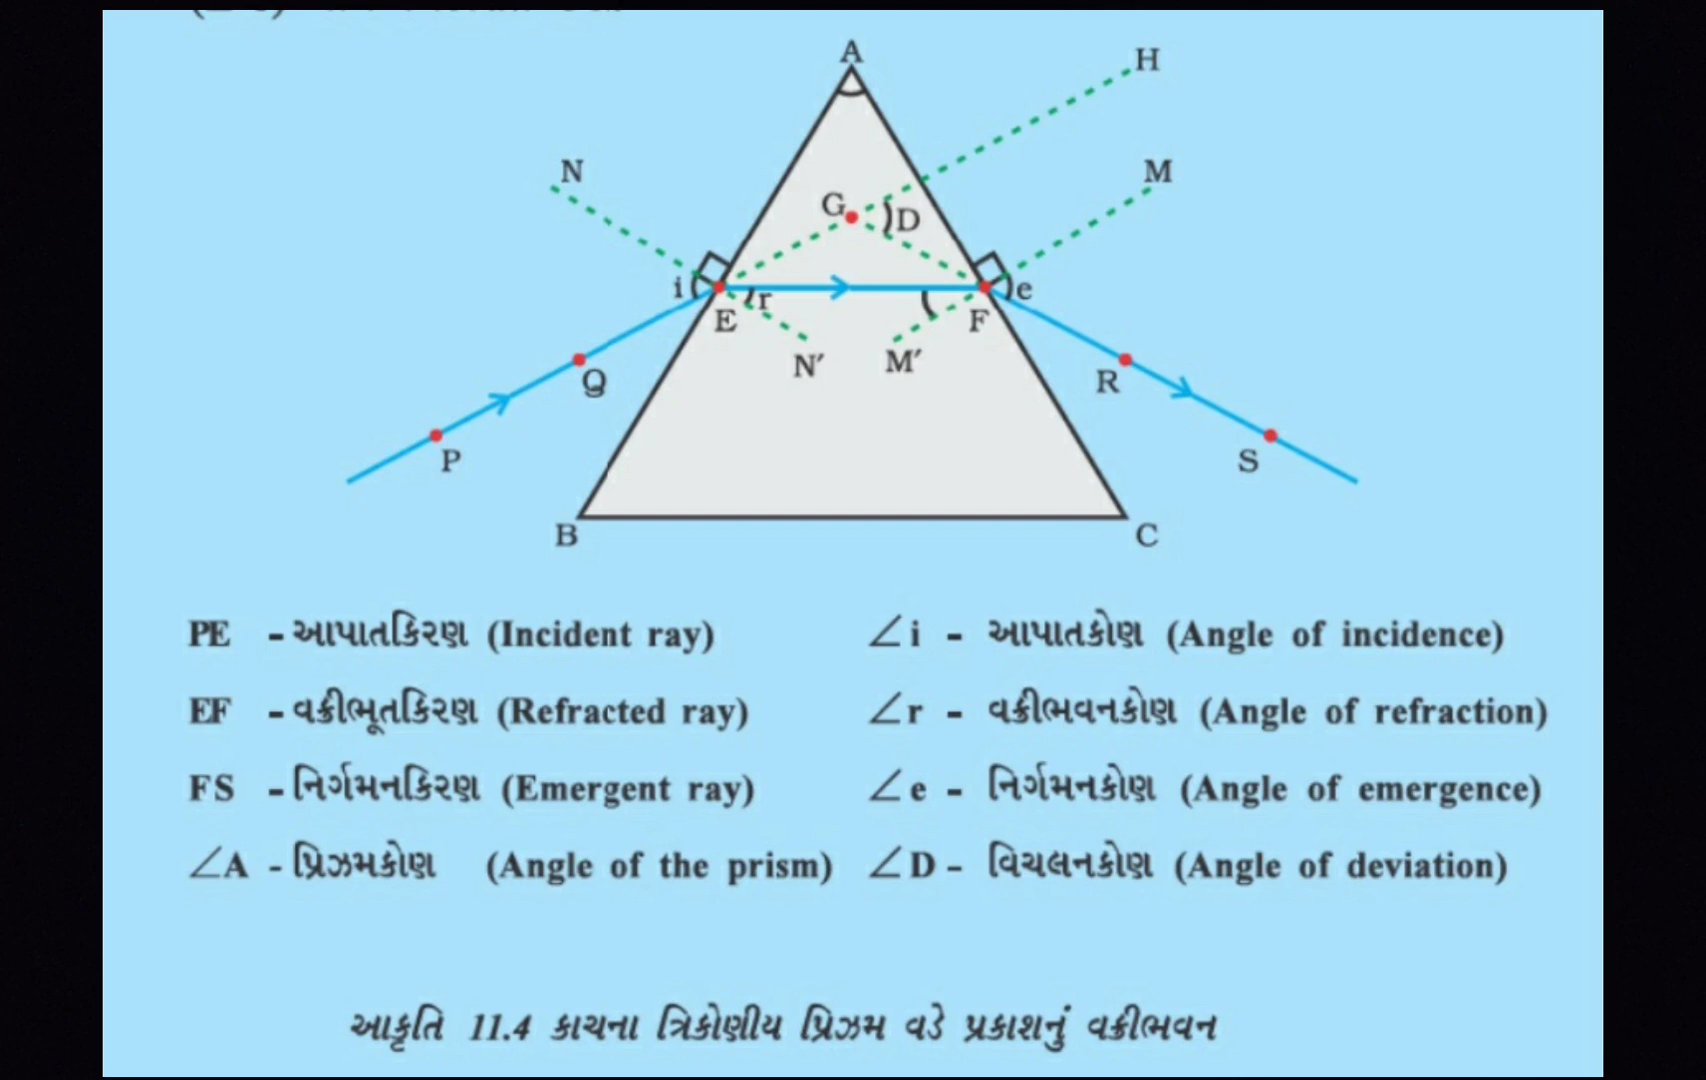 A
H
N
M
G
D
i
r
e
E
F
N′
M′
Q
R
P
S
B
C
PE - આપાતકિરણ (Incident ray)
∠i - આપાતકોણ (Angle of incidence)
EF - વક્રીભૂતકિરણ (Refracted ray)
∠r - વક્રીભવનકોણ (Angle of refraction)
FS - નિર્ગમનકિરણ (Emergent ray)
∠e - નિર્ગમનકોણ (Angle of emergence)
∠A - પ્રિઝમકોણ (Angle of the prism)
∠D - વિચલનકોણ (Angle of deviation)
આકૃતિ 11.4 કાચના ત્રિકોણીય પ્રિઝમ વડે પ્રકાશનું વક્રીભવન